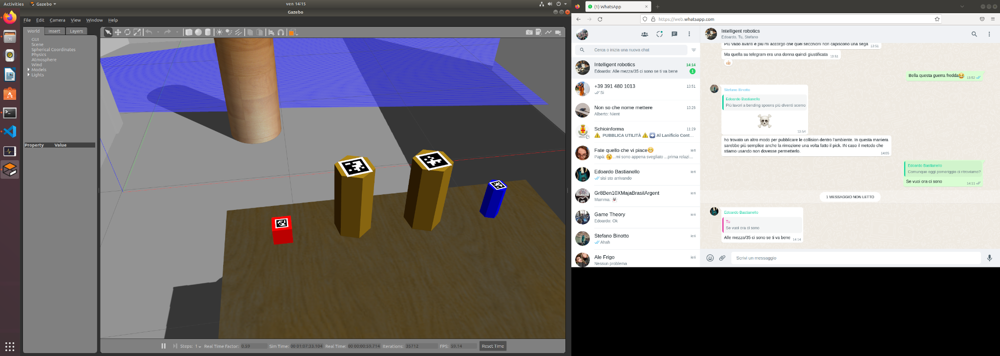 Activities
Gazebo
ven 14:15
Gazebo
File Edit Camera View Window Help
World Insert Layers
GUI
Scene
Spherical Coordinates
Physics
Atmosphere
Wind
Models
Lights
Property Value
Steps: 1
Real Time Factor: 0.59
Sim Time: 00 01:07:33.104
Real Time: 00 00:00:59.714
Iterations: 35712
FPS: 59.14
Reset Time
(1) WhatsApp
https://web.whatsapp.com
Cerca o inizia una nuova chat
Intelligent robotics 14:14
Edoardo: Alle mezza/35 ci sono se ti va bene 1
+39 391 480 1013 13:51
Si
Non so che nome mettere 13:26
Alberto: Nient
Schioinforma 11:29
PUBBLICA UTILITÀ Al Lanificio Cont...
Fate quello che vi piace😁 ieri
Papà: 🥱...mi sono appena svegliato ...prima relazi...
Edoardo Bastianello ieri
sisi sto arrivando
Gr8Ben10XMajaBrasilArgent ieri
Mamma: 👻
Game Theory ieri
Edoardo: Ok
Stefano Binotto ieri
Ahah
Ale Frigo ieri
Nessun problema
Intelligent robotics
Edoardo, Tu, Stefano
Più vado avanti e più mi accorgo che quei secchioni non capiscono una sega 13:51
Ma quella su telegram era una donna quindi giustificata 13:51
Bella questa guerra fredda😂 13:52
Stefano Binotto
Edoardo Bastianello
Più lavori a bending spoons più diventi scemo
☠️
13:54
ho trovato un altro modo per pubblicare le collision dentro l'ambiente. In questa maniera
sarebbe più semplice anche la rimozione una volta fatto il pick. IN caso il metodo che
stiamo usando non dovesse permetterlo. 14:05
Edoardo Bastianello
Comunque oggi pomeriggio ci ritroviamo?
Se vuoi ora ci sono 14:11
1 MESSAGGIO NON LETTO
Edoardo Bastianello
Tu
Se vuoi ora ci sono
Alle mezza/35 ci sono se ti va bene 14:14
Scrivi un messaggio